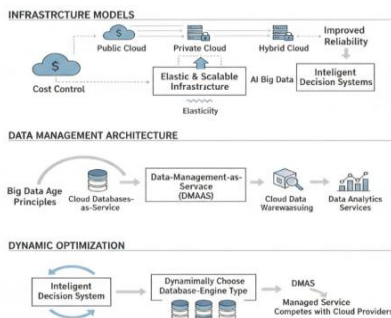 INFRASTRCTURE MODELS
Public Cloud
Private Cloud
Hybrid Cloud
Improved
Reliability
Cost Control
Elastic & Scalable
Infrastracture
Elasticiity
AI Big Data
Inteligent
Decision Systems
DATA MANAGEMENT ARCHITECTURE
Big Data Age
Principles
Cloud Databases-
as-Service
Data-Management-as-
Servace
(DMAAS)
Cloud Data
Warewaasuing
Data Analytics
Services
DYNAMIC OPTIMIZATION
Inteligent
Decision System
Dynamimally Choose
Database-Engine Type
DMAS
Managed Service
Competes with Cloud Provider